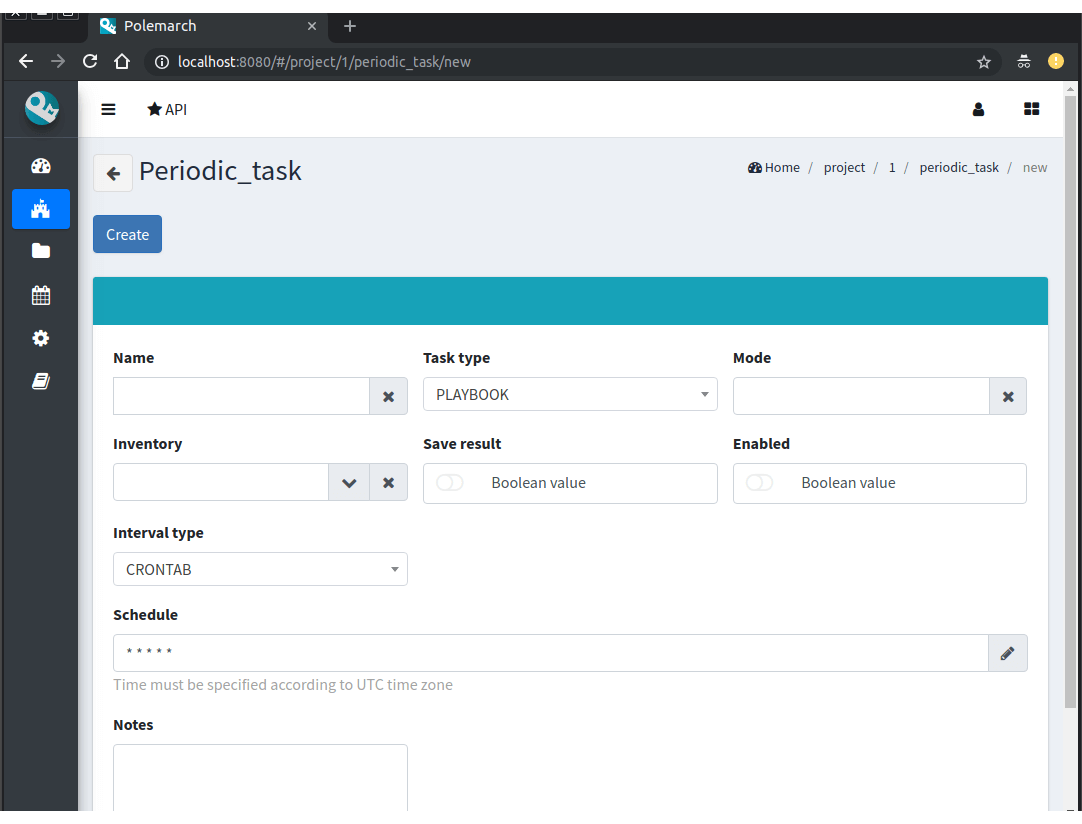 Polemarch
localhost:8080/#/project/1/periodic_task/new
API
Periodic_task
Home / project / 1 / periodic_task / new
Create
Name
Task type
Mode
PLAYBOOK
Inventory
Save result
Enabled
Boolean value
Boolean value
Interval type
CRONTAB
Schedule
* * * * *
Time must be specified according to UTC time zone
Notes